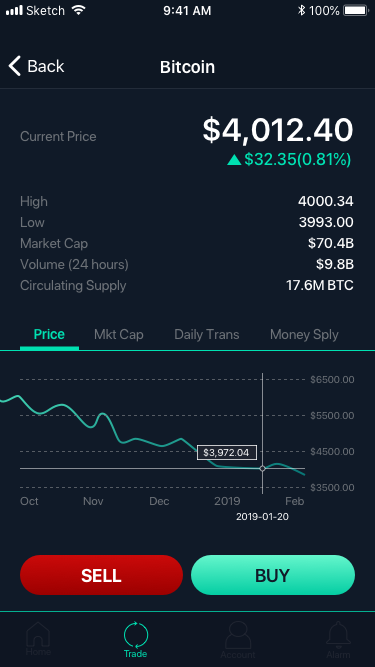 Sketch 9:41 AM 100%
Back Bitcoin
Current Price $4,012.40
$32.35(0.81%)
High 4000.34
Low 3993.00
Market Cap $70.4B
Volume (24 hours) $9.8B
Circulating Supply 17.6M BTC
Price Mkt Cap Daily Trans Money Sply
$6500.00
$5500.00
$4500.00
$3,972.04
$3500.00
Oct Nov Dec 2019 Feb
2019-01-20
SELL BUY
Home Trade Account Alarm